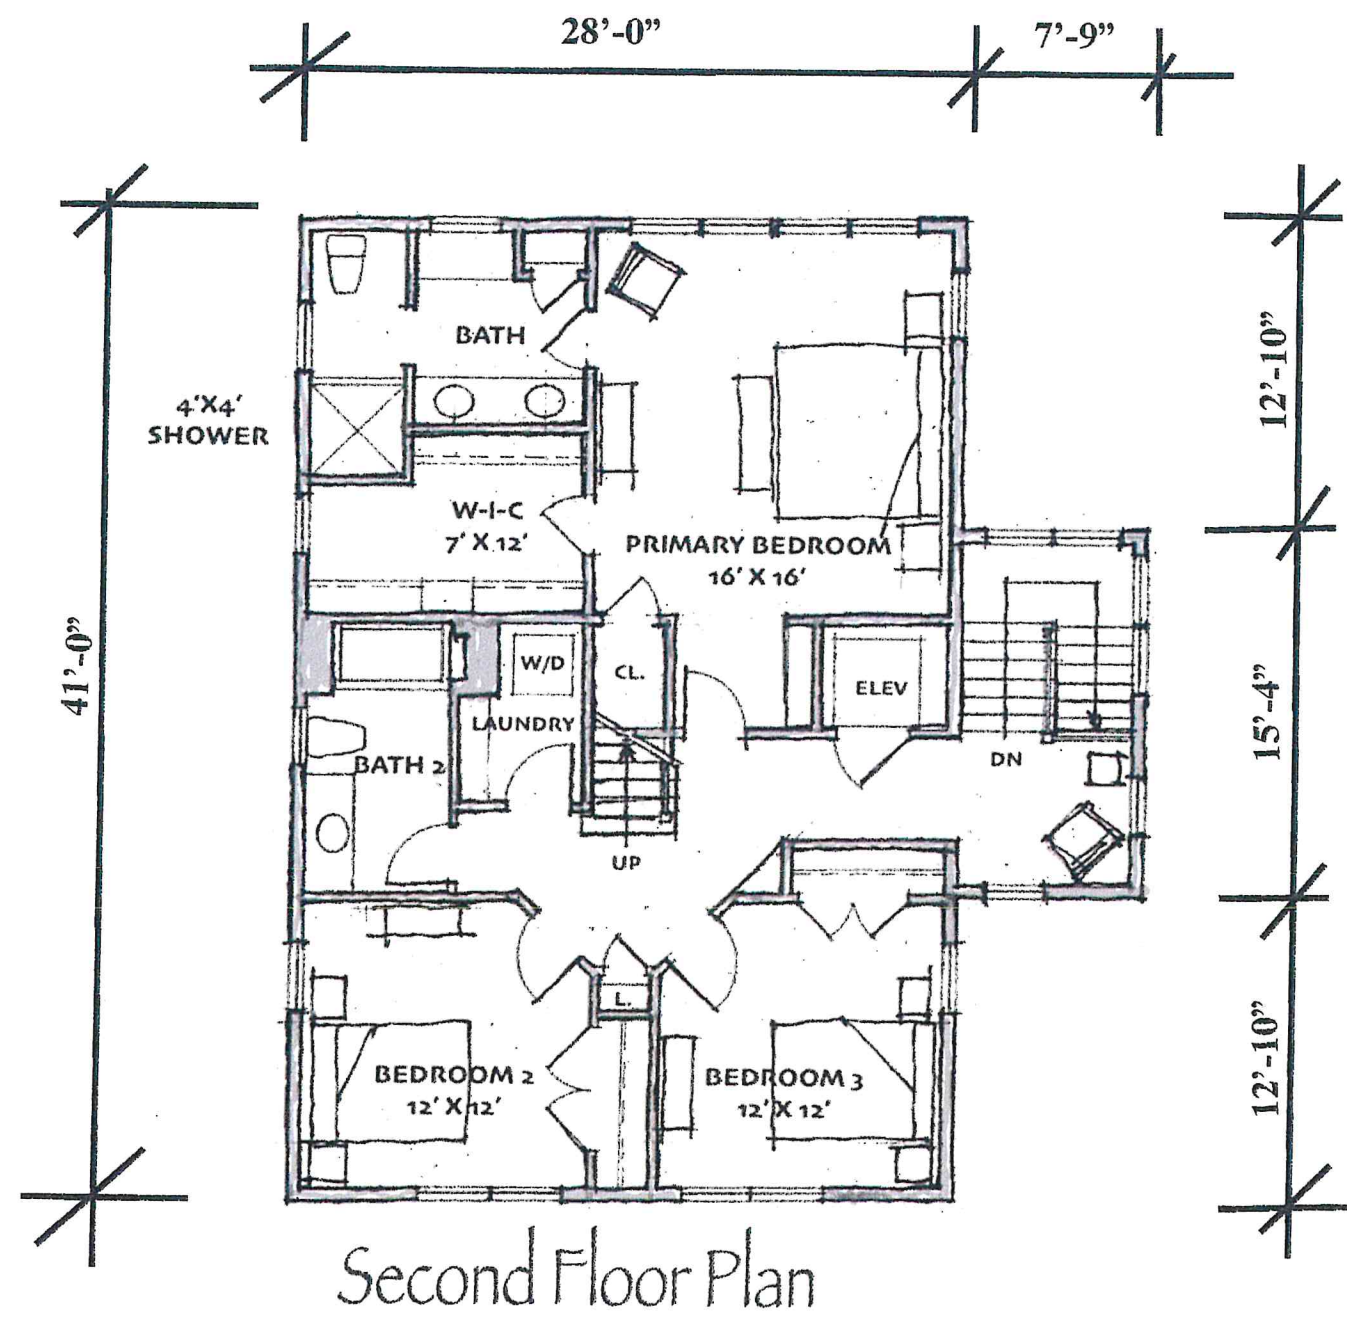 28'-0"
7'-9"
BATH
4'X4'
SHOWER
12'-10"
W-I-C
7' X 12'
PRIMARY BEDROOM
16' X 16'
41'-0"
W/D
CL.
ELEV
LAUNDRY
15'-4"
BATH 2
DN
UP
L.
BEDROOM 2
12' X 12'
BEDROOM 3
12' X 12'
12'-10"
Second Floor Plan